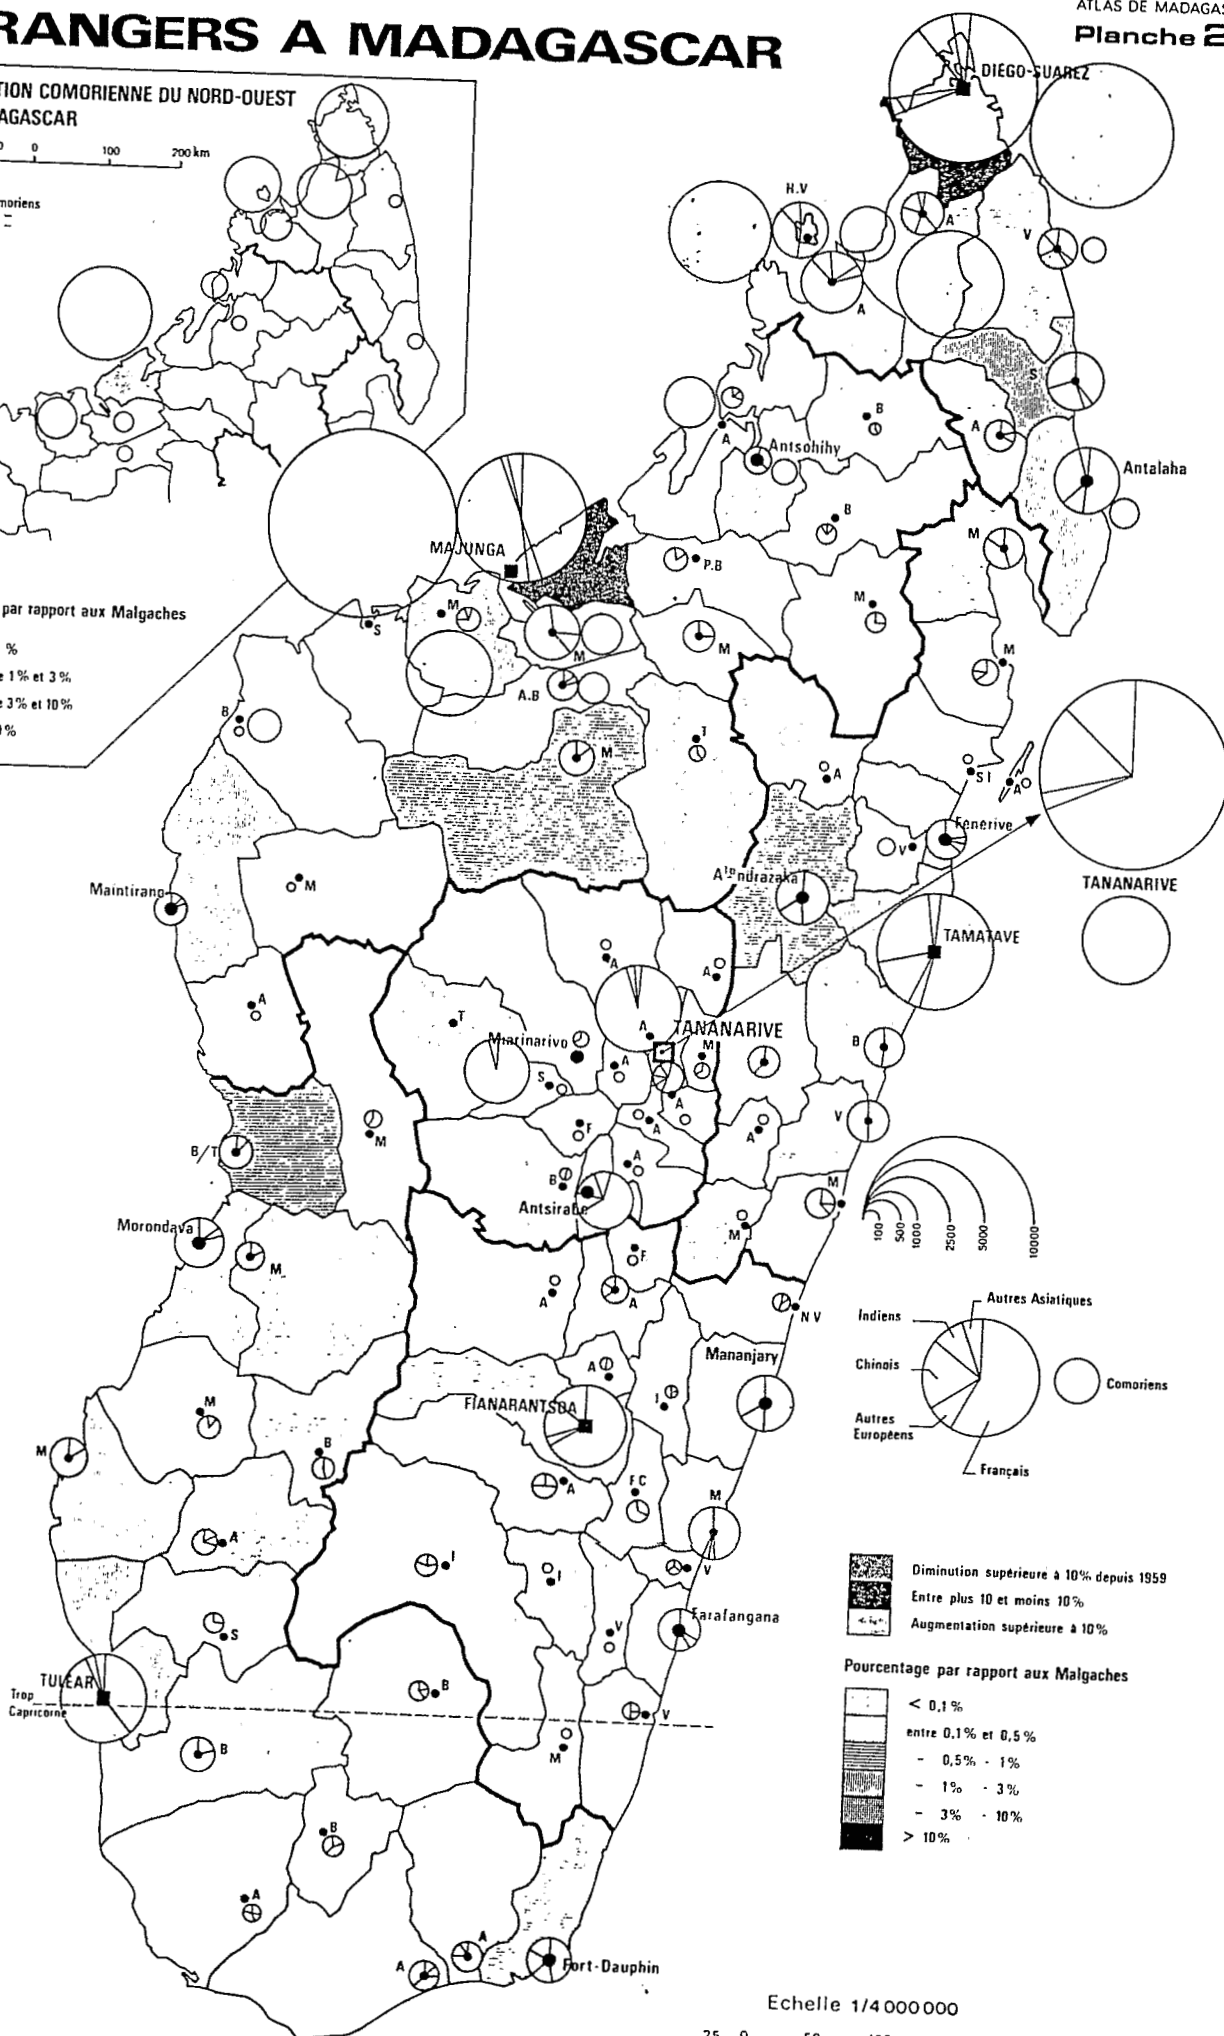 RANGERS A MADAGASCAR
ATLAS DE MADAGAS
Planche 2
TION COMORIENNE DU NORD-OUEST
AGASCAR
0
100
200 km
moriens
DIÉGO-SUAREZ
H.V
A
V
A
S
B
A
A
Antsohihy
Antalaha
B
M
MAJUNGA
P.B
par rapport aux Malgaches
%
M
V
M
S
M
M
M
e 1% et 3%
A.B
e 3% et 10%
B
%
T
M
A
S I
A
Fenerive
V
TANANARIVE
Maintirano
M
TAMATAVE
A
A
A
T
A
TANANARIVE
Miarinarivo
M
B
A
S
A
V
F
A
A
M
B/T
A
B
M
Antsirabe
Morondava
M
100
500
1000
2500
5000
10000
F
M
A
A
N V
Autres Asiatiques
Indiens
Mananjary
A
Chinois
Comoriens
FIANARANTSOA
I
M
Autres
Européens
M
B
Français
A
F C
M
A
I
I
V
Diminution supérieure à 10% depuis 1959
Entre plus 10 et moins 10%
Augmentation supérieure à 10%
Farafangana
S
V
Pourcentage par rapport aux Malgaches
TULÉAR
B
< 0,1%
Trop
Capricorne
V
entre 0,1% et 0,5%
B
M
- 0,5% - 1%
- 1% - 3%
- 3% - 10%
B
> 10%
A
A
A
Fort-Dauphin
Echelle 1/4 000 000
25 0 50